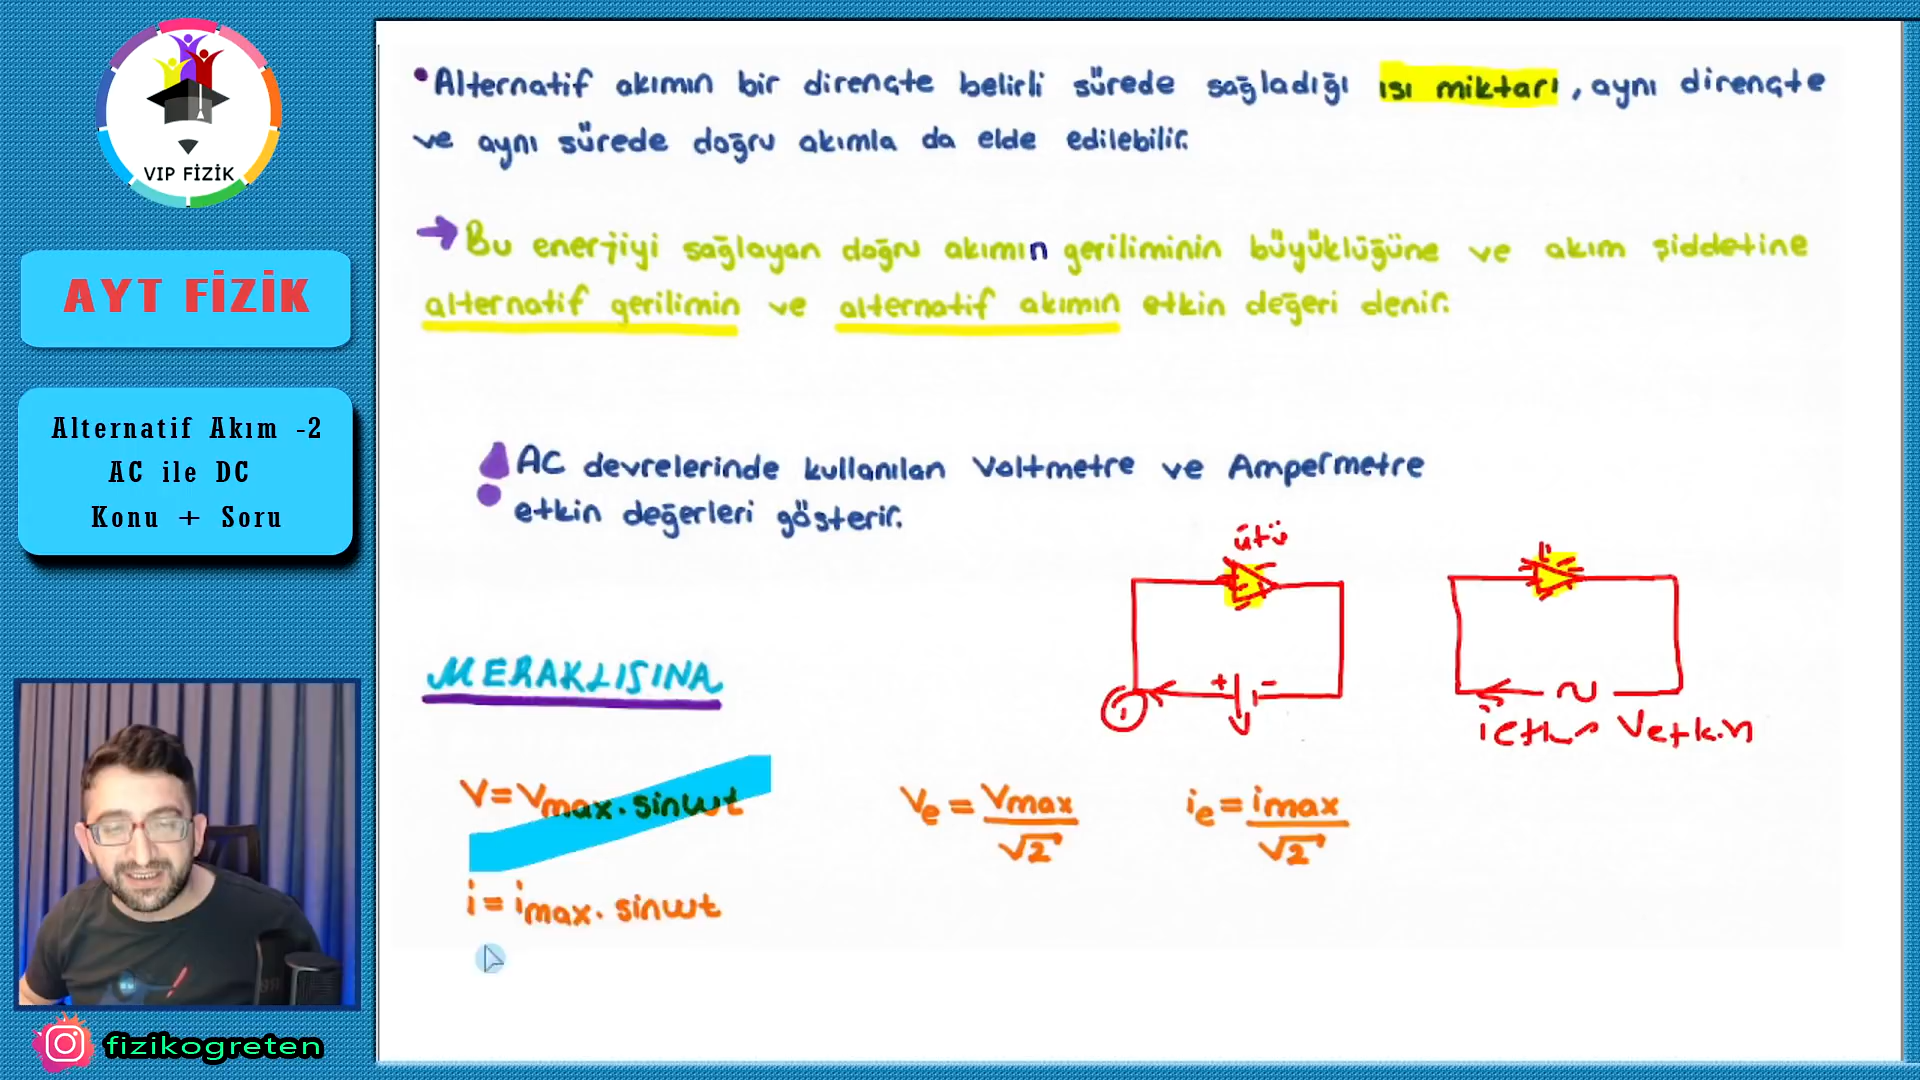 VIP FİZİK
AYT FİZİK
Alternatif Akım -2
AC ile DC
Konu + Soru
fizikogreten
•Alternatif akımın bir dirençte belirli sürede sağladığı ısı miktarı, aynı dirençte
ve aynı sürede doğru akımla da elde edilebilir.
→Bu enerjiyi sağlayan doğru akımın geriliminin büyüklüğüne ve akım şiddetine
alternatif gerilimin ve alternatif akımın etkin değeri denir.
! AC devrelerinde kullanılan Voltmetre ve Ampermetre
etkin değerleri gösterir.
ütü
+ -
i V
~
Vetkin
MERAKLISINA
V=Vmax.sinwt
Ve = Vmax/√2 ie = imax/√2
i = imax.sinwt